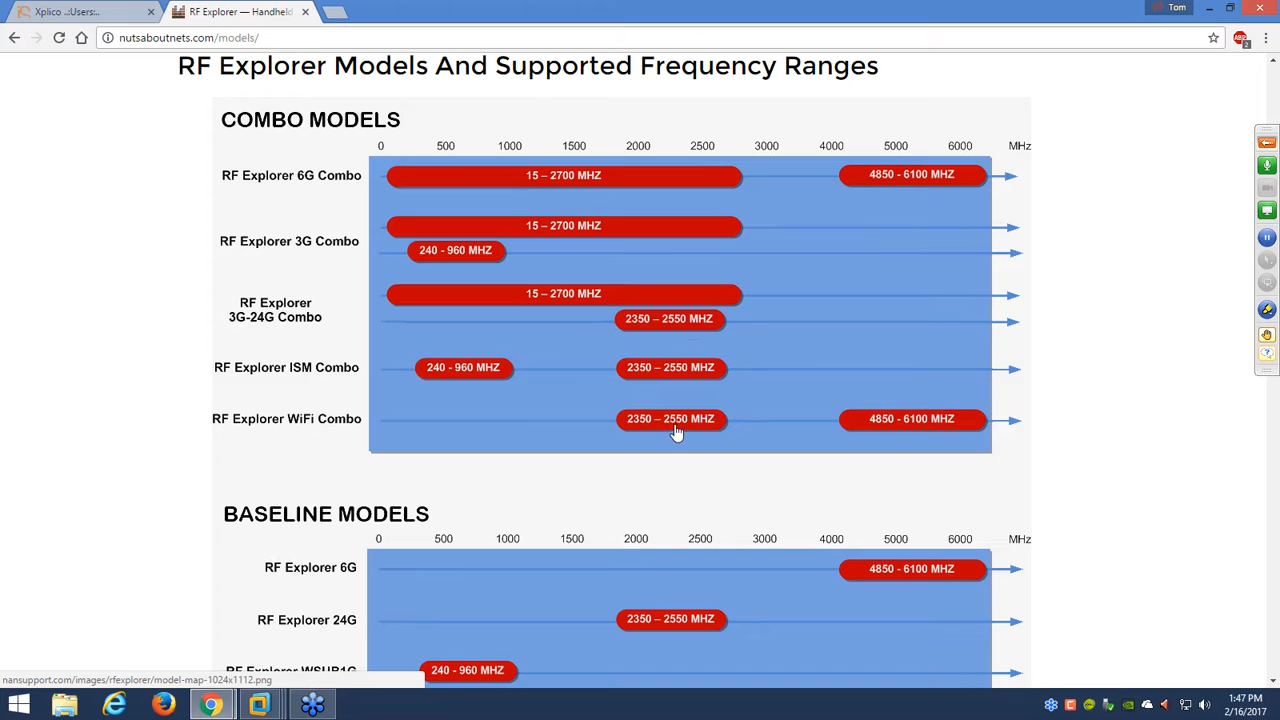 Xplico .:Users:.
RF Explorer — Handheld
Tom
nutsaboutnets.com/models/
2
RF Explorer Models And Supported Frequency Ranges
COMBO MODELS
0 500 1000 1500 2000 2500 3000 4000 5000 6000 MHz
RF Explorer 6G Combo 15 – 2700 MHZ 4850 - 6100 MHZ
15 – 2700 MHZ
RF Explorer 3G Combo
240 - 960 MHZ
15 – 2700 MHZ
RF Explorer
3G-24G Combo
2350 – 2550 MHZ
RF Explorer ISM Combo 240 - 960 MHZ 2350 – 2550 MHZ
RF Explorer WiFi Combo 2350 – 2550 MHZ 4850 - 6100 MHZ
BASELINE MODELS
0 500 1000 1500 2000 2500 3000 4000 5000 6000 MHz
RF Explorer 6G 4850 - 6100 MHZ
RF Explorer 24G 2350 – 2550 MHZ
RF Explorer WSUB1G 240 - 960 MHZ
nansupport.com/images/rfexplorer/model-map-1024x1112.png
1:47 PM
2/16/2017